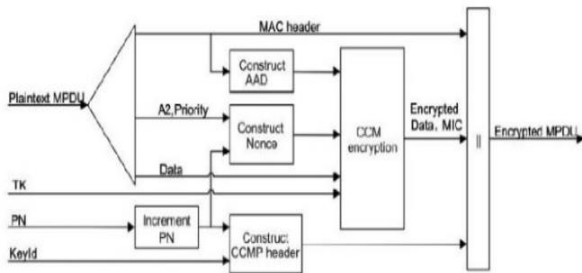 MAC header
Construct
AAD
Plaintext MPDU
A2,Priority
Construct
Nonce
CCM
encryption
Encrypted
Data, MIC
||
Encrypted MPDU
Data
TK
PN
Increment
PN
Construct
CCMP header
KeyId